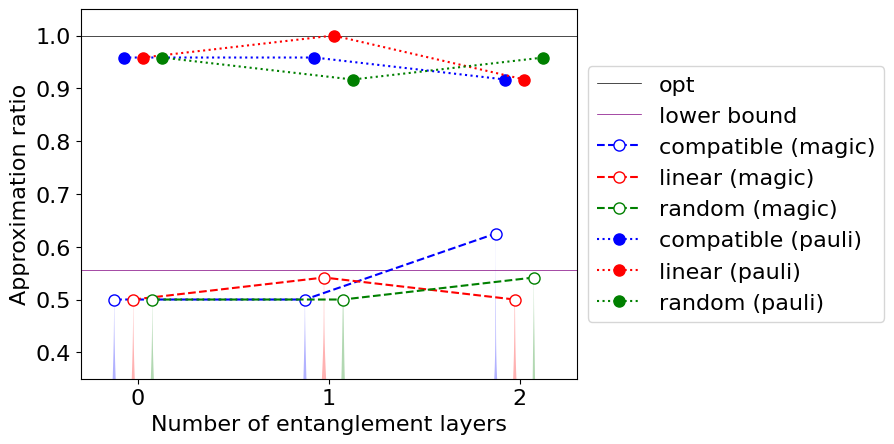 1.0
0.9
0.8
0.7
0.6
0.5
0.4
Approximation ratio
0 1 2
Number of entanglement layers
opt
lower bound
compatible (magic)
linear (magic)
random (magic)
compatible (pauli)
linear (pauli)
random (pauli)